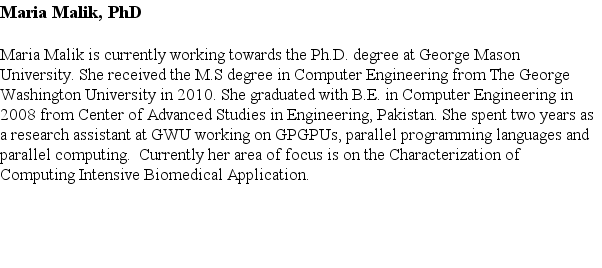 Maria Malik, PhD
Maria Malik is currently working towards the Ph.D. degree at George Mason
University. She received the M.S degree in Computer Engineering from The George
Washington University in 2010. She graduated with B.E. in Computer Engineering in
2008 from Center of Advanced Studies in Engineering, Pakistan. She spent two years as
a research assistant at GWU working on GPGPUs, parallel programming languages and
parallel computing.  Currently her area of focus is on the Characterization of
Computing Intensive Biomedical Application.